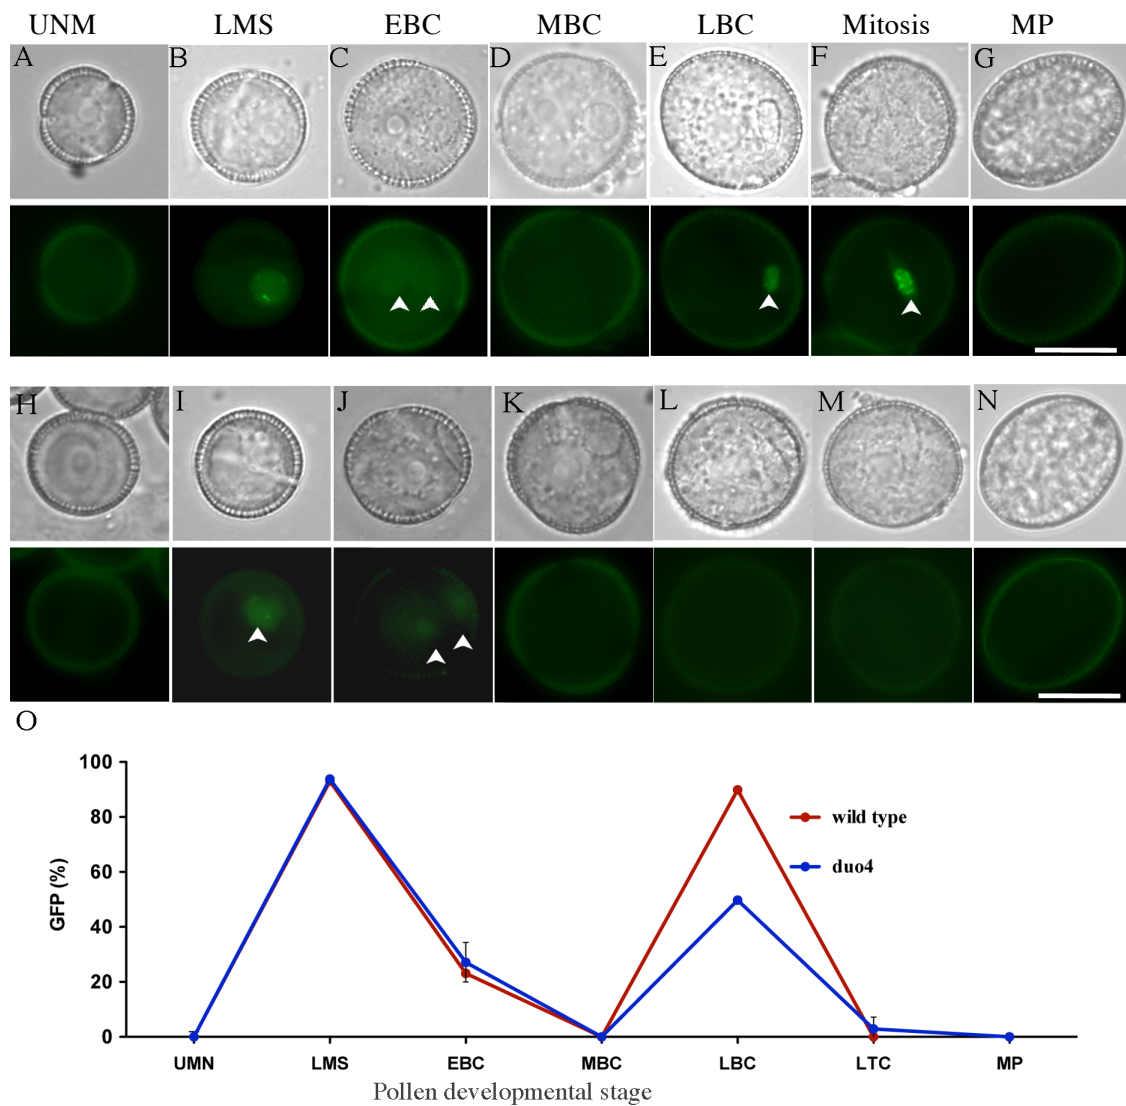 UNM LMS EBC MBC LBC Mitosis MP
A B C D E F G
H I J K L M N
O
100
80
60
40
20
0
GFP (%)
wild type
duo4
UMN LMS EBC MBC LBC LTC MP
Pollen developmental stage